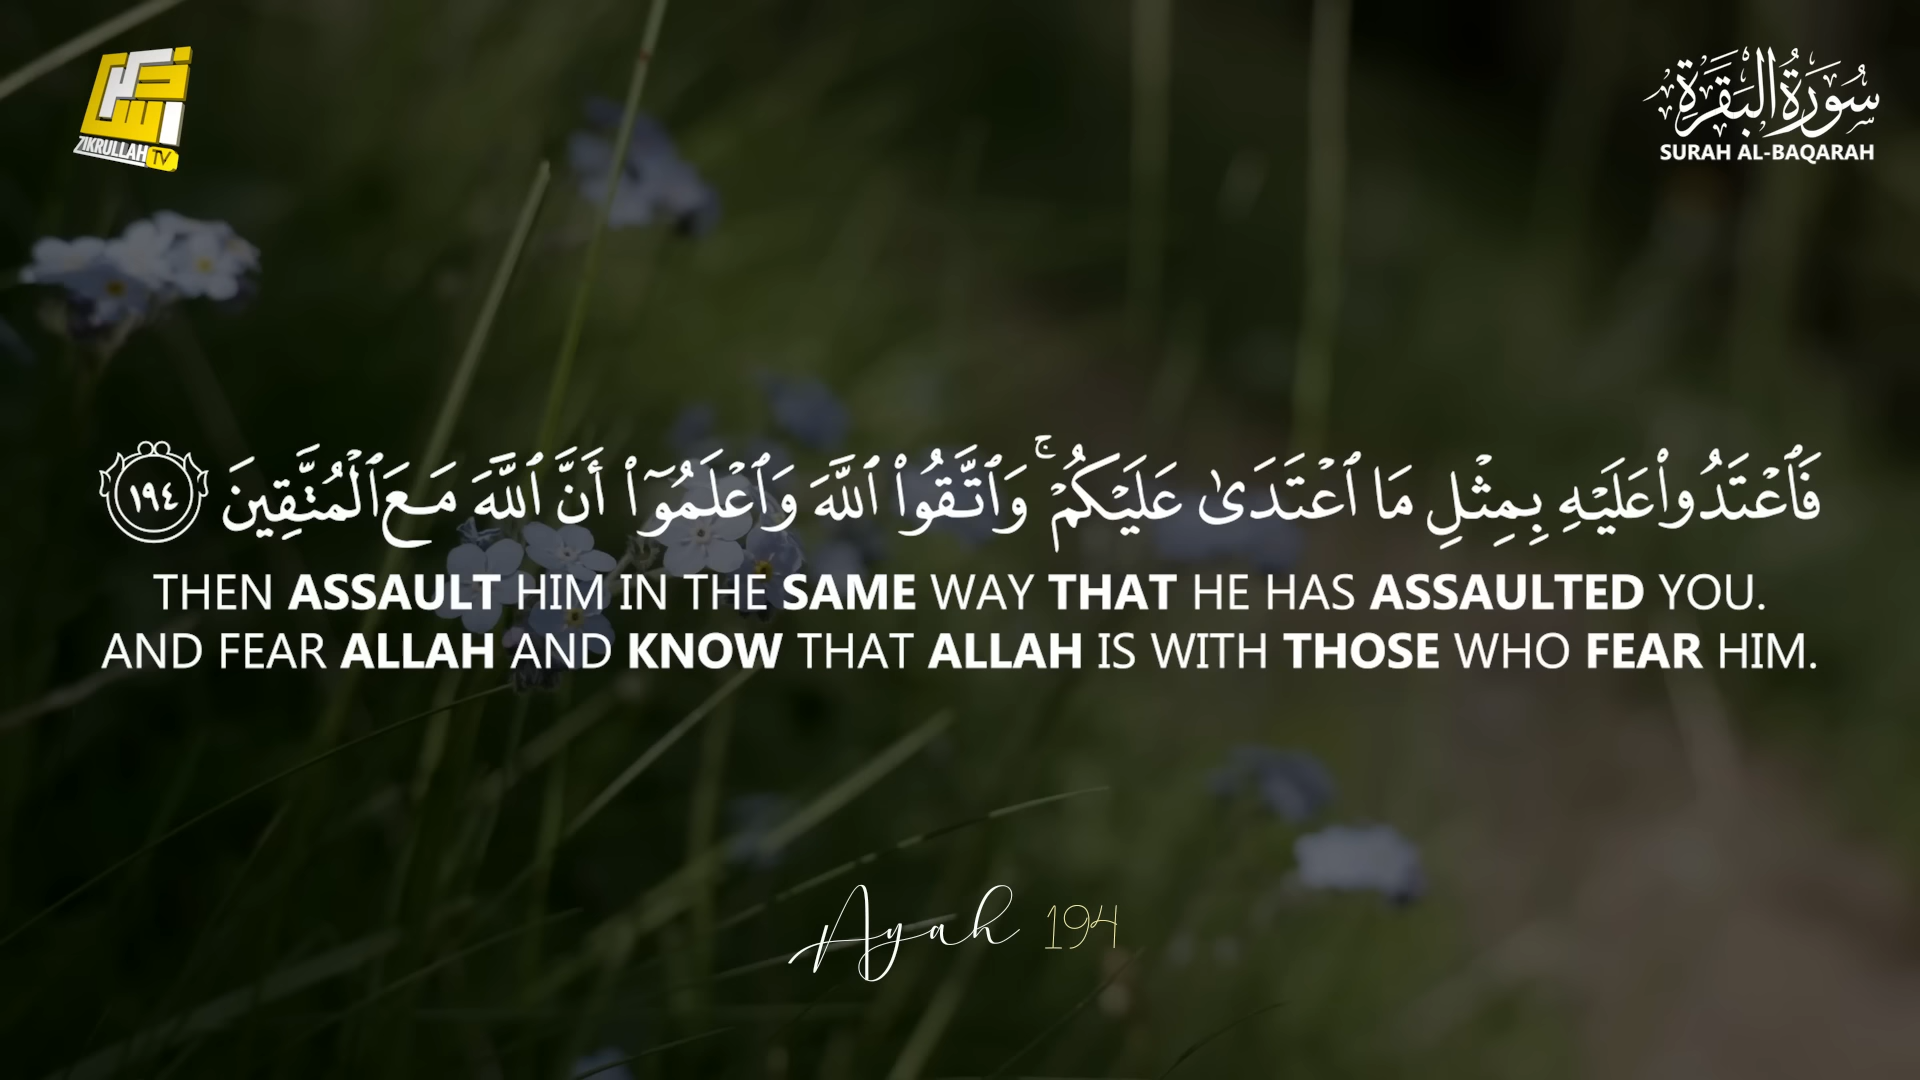 ZIKRULLAH TV
سُورَةُ البَقَرَةِ
SURAH AL-BAQARAH
فَٱعْتَدُوا۟ عَلَيْهِ بِمِثْلِ مَا ٱعْتَدَىٰ عَلَيْكُمْ ۚ وَٱتَّقُوا۟ ٱللَّهَ وَٱعْلَمُوٓا۟ أَنَّ ٱللَّهَ مَعَ ٱلْمُتَّقِينَ ١٩٤
THEN ASSAULT HIM IN THE SAME WAY THAT HE HAS ASSAULTED YOU.
AND FEAR ALLAH AND KNOW THAT ALLAH IS WITH THOSE WHO FEAR HIM.
Ayah 194